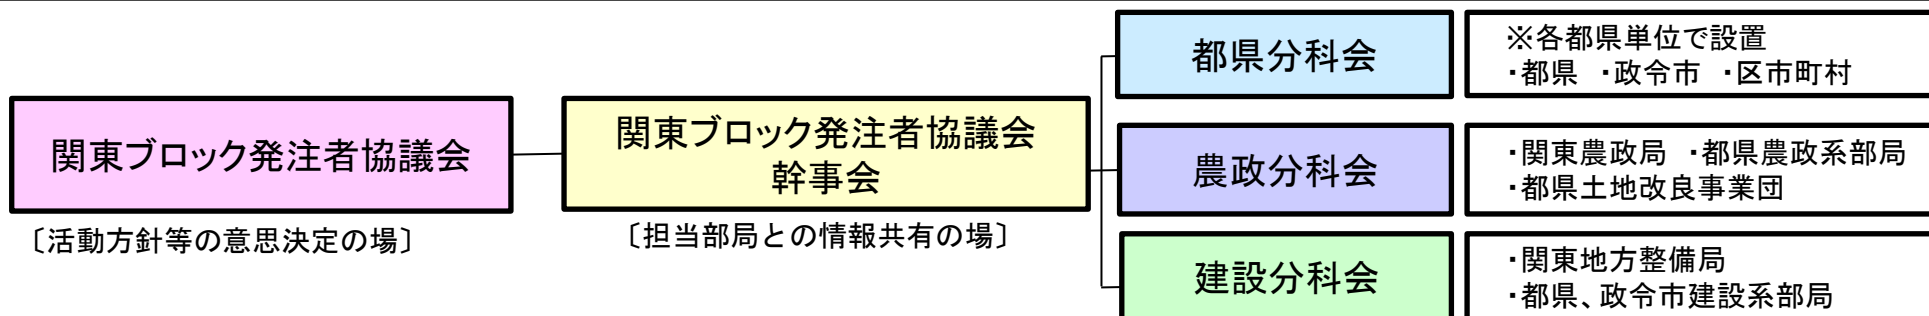 関東ブロック発注者協議会
〔活動方針等の意思決定の場〕
関東ブロック発注者協議会
幹事会
〔担当部局との情報共有の場〕
都県分科会
※各都県単位で設置
・都県 ・政令市 ・区市町村
農政分科会
・関東農政局 ・都県農政系部局
・都県土地改良事業団
建設分科会
・関東地方整備局
・都県、政令市建設系部局